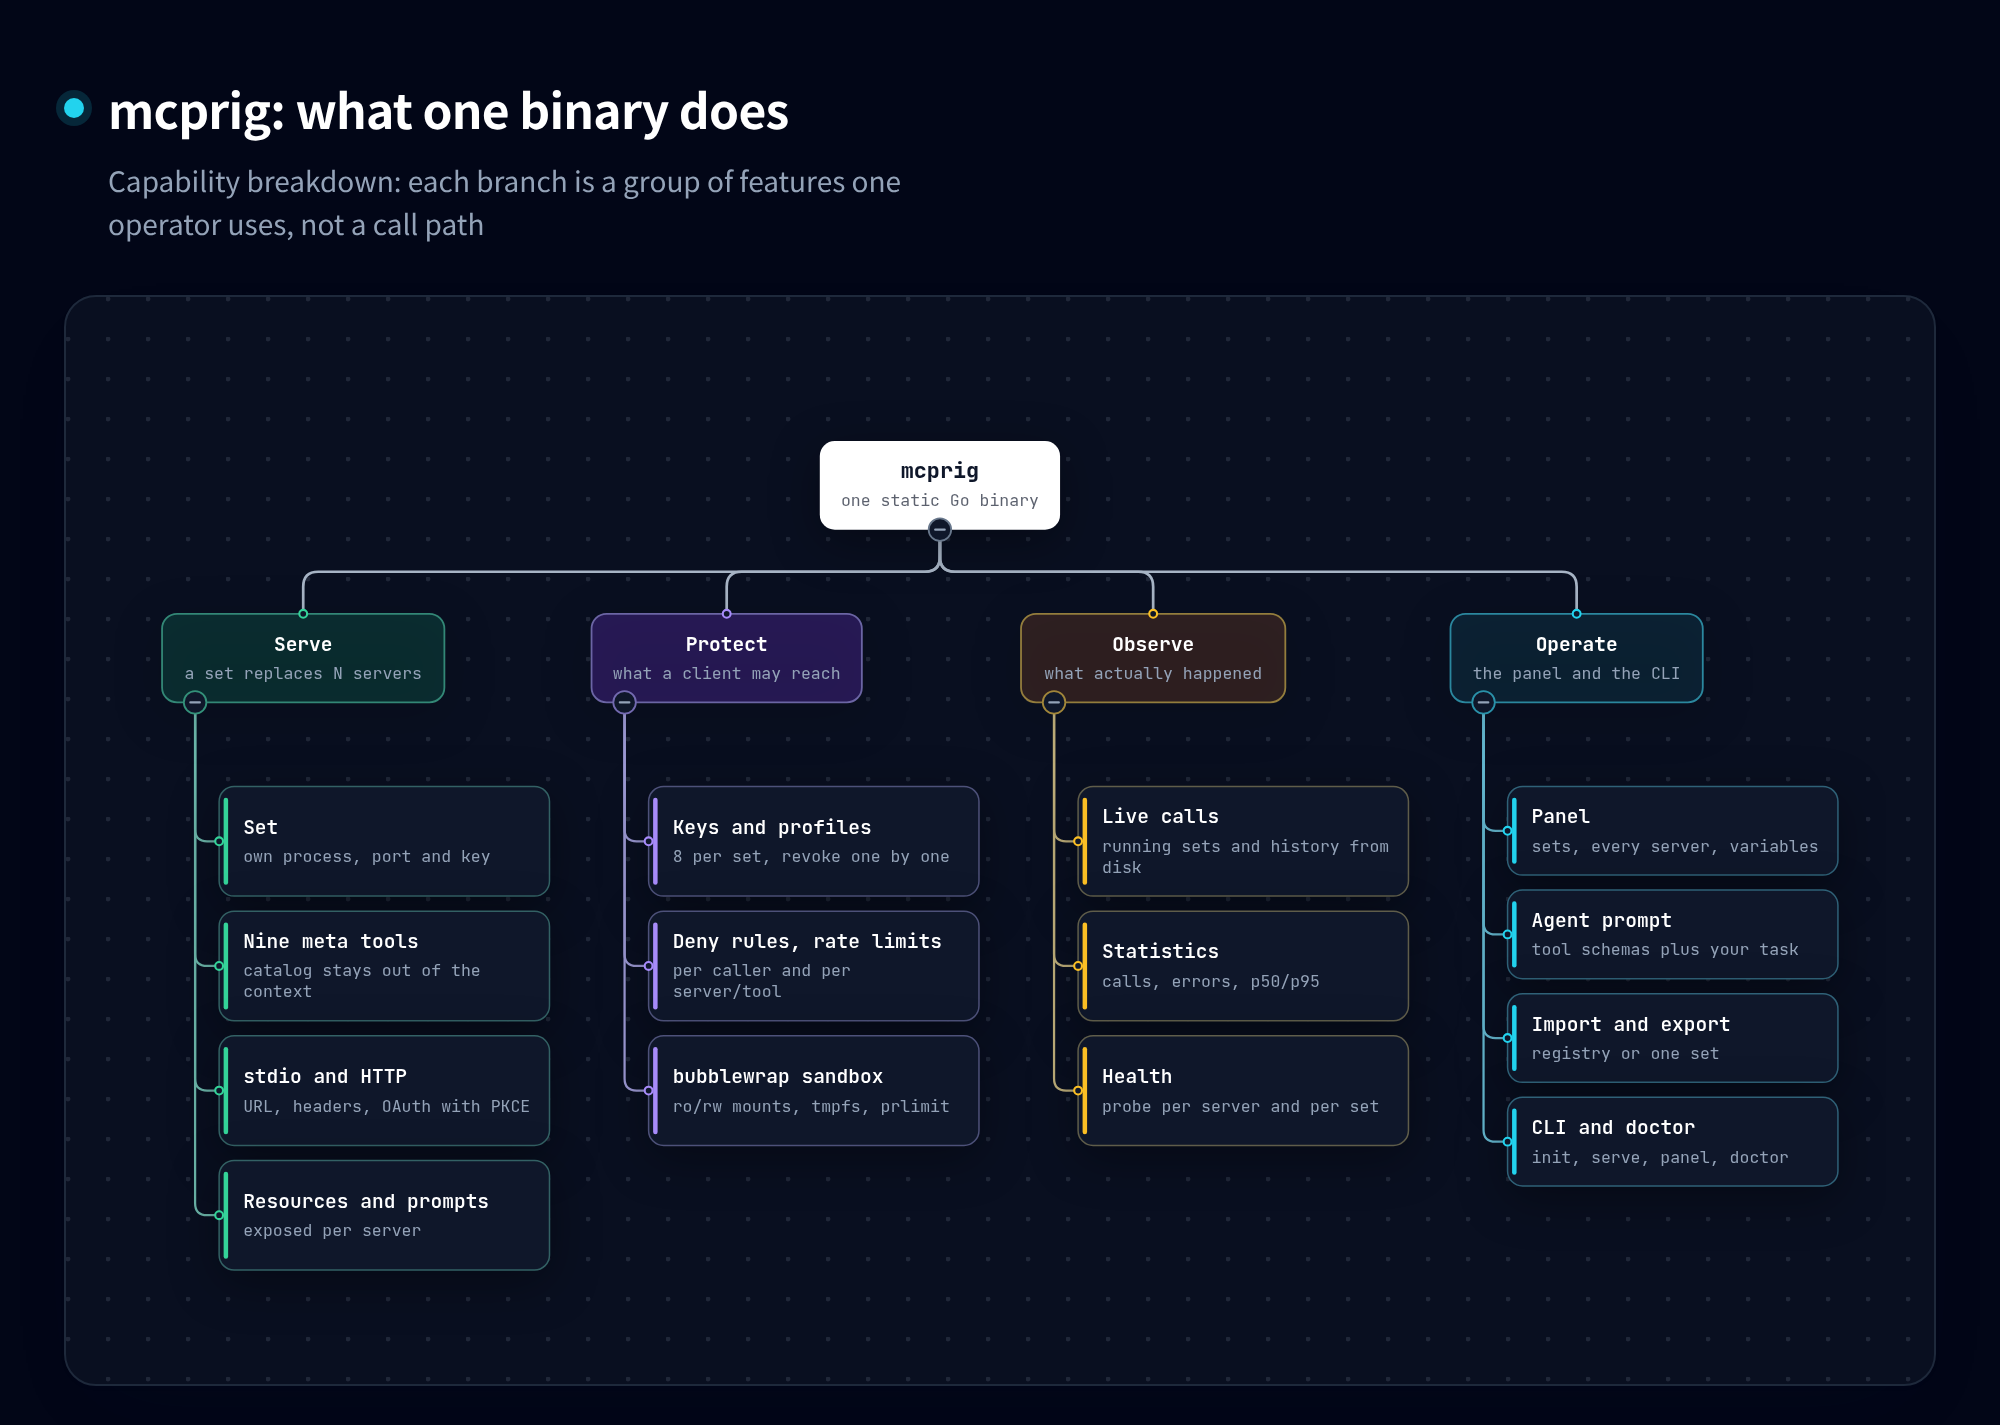 mcprig: what one binary does
Capability breakdown: each branch is a group of features one
operator uses, not a call path
mcprig
one static Go binary
Serve
a set replaces N servers
Protect
what a client may reach
Observe
what actually happened
Operate
the panel and the CLI
Set
own process, port and key
Nine meta tools
catalog stays out of the
context
stdio and HTTP
URL, headers, OAuth with PKCE
Resources and prompts
exposed per server
Keys and profiles
8 per set, revoke one by one
Deny rules, rate limits
per caller and per
server/tool
bubblewrap sandbox
ro/rw mounts, tmpfs, prlimit
Live calls
running sets and history from
disk
Statistics
calls, errors, p50/p95
Health
probe per server and per set
Panel
sets, every server, variables
Agent prompt
tool schemas plus your task
Import and export
registry or one set
CLI and doctor
init, serve, panel, doctor